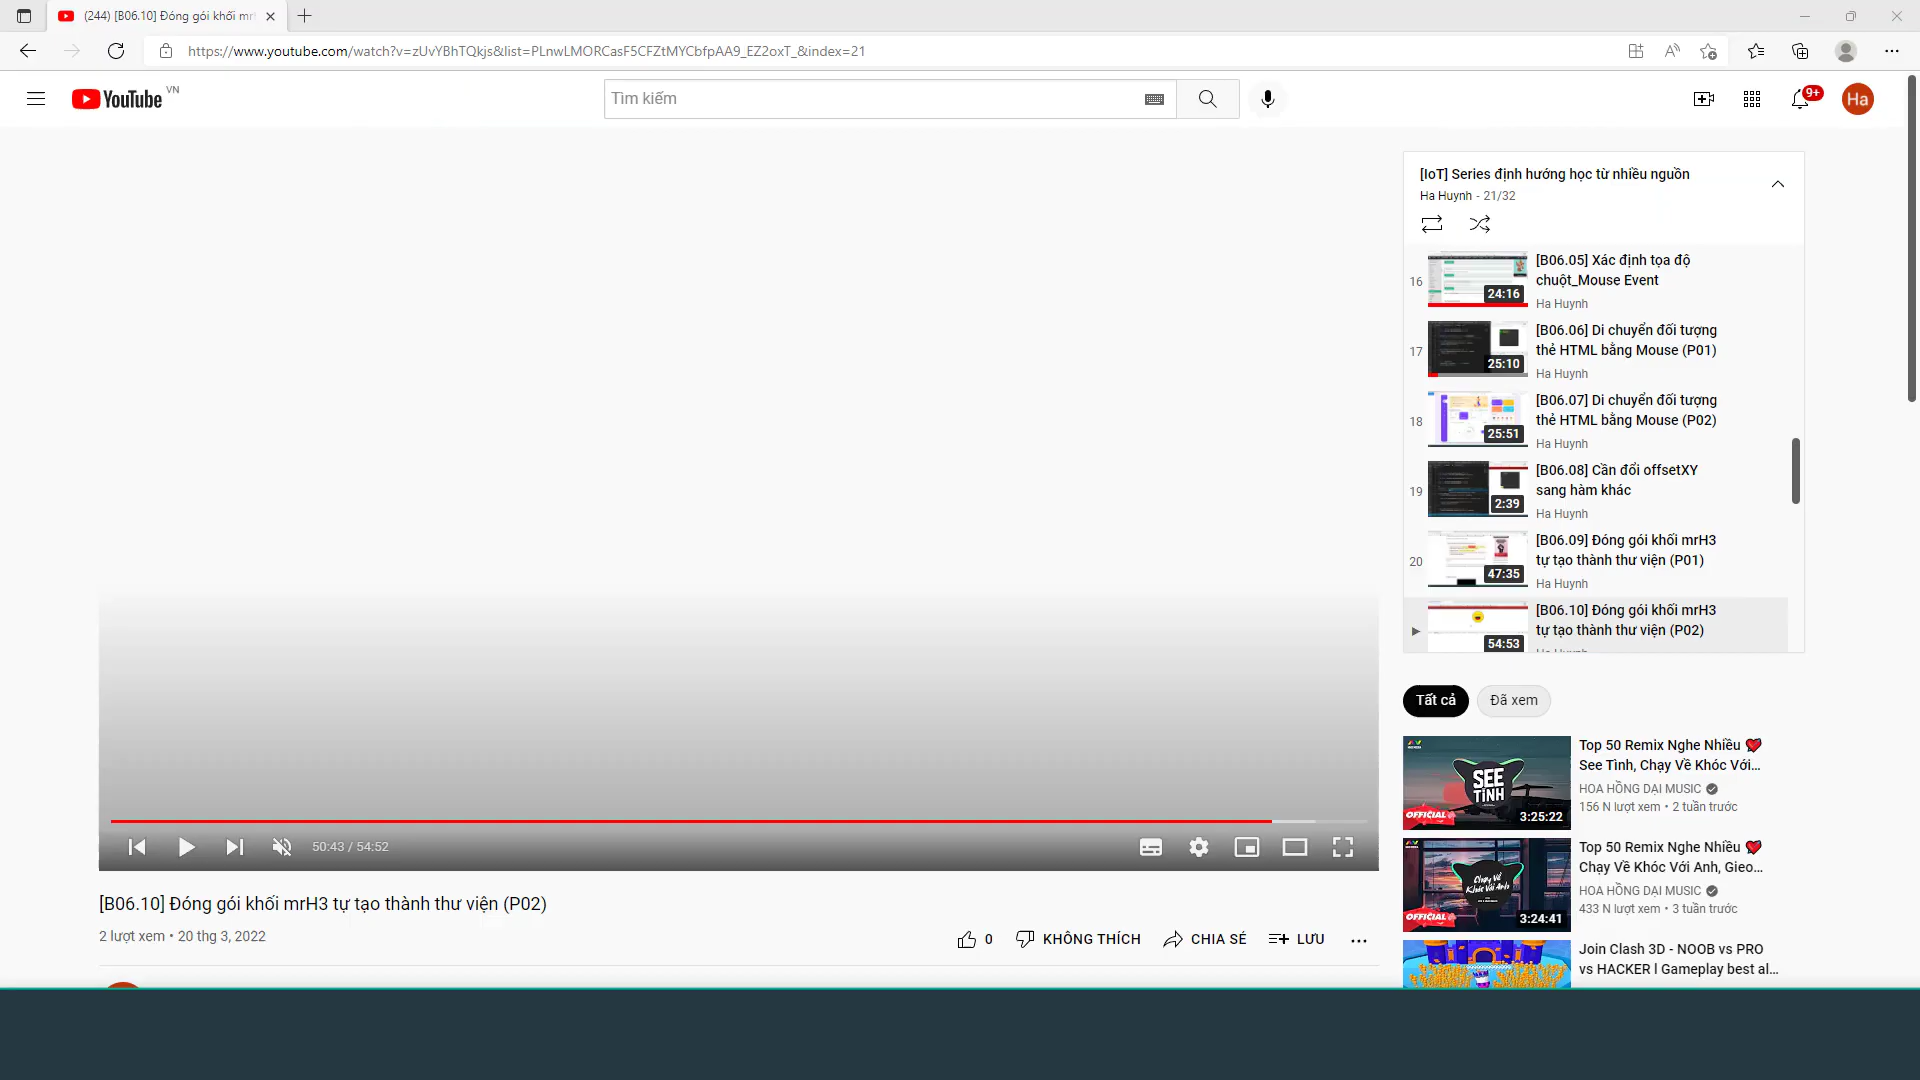 (244) [B06.10] Đóng gói khối mr
https://www.youtube.com/watch?v=zUvYBhTQkjs&list=PLnwLMORCasF5CFZtMYCbfpAA9_EZ2oxT_&index=21
YouTube VN
Tìm kiếm
9+
Ha
[IoT] Series định hướng học từ nhiều nguồn
Ha Huynh - 21/32
16
24:16
[B06.05] Xác định tọa độ
chuột_Mouse Event
Ha Huynh
17
25:10
[B06.06] Di chuyển đối tượng
thẻ HTML bằng Mouse (P01)
Ha Huynh
18
25:51
[B06.07] Di chuyển đối tượng
thẻ HTML bằng Mouse (P02)
Ha Huynh
19
2:39
[B06.08] Cần đổi offsetXY
sang hàm khác
Ha Huynh
20
47:35
[B06.09] Đóng gói khối mrH3
tự tạo thành thư viện (P01)
Ha Huynh
54:53
[B06.10] Đóng gói khối mrH3
tự tạo thành thư viện (P02)
Ha Huynh
50:43 / 54:52
[B06.10] Đóng gói khối mrH3 tự tạo thành thư viện (P02)
2 lượt xem • 20 thg 3, 2022
0
KHÔNG THÍCH
CHIA SẺ
LƯU
Tất cả
Đã xem
SEE
TÌNH
OFFICIAL
3:25:22
Top 50 Remix Nghe Nhiều ❤️
See Tình, Chạy Về Khóc Với...
HOA HỒNG DẠI MUSIC
156 N lượt xem • 2 tuần trước
Chạy Về
Khóc Với Anh
OFFICIAL
3:24:41
Top 50 Remix Nghe Nhiều ❤️
Chạy Về Khóc Với Anh, Gieo...
HOA HỒNG DẠI MUSIC
433 N lượt xem • 3 tuần trước
Join Clash 3D - NOOB vs PRO
vs HACKER l Gameplay best al...